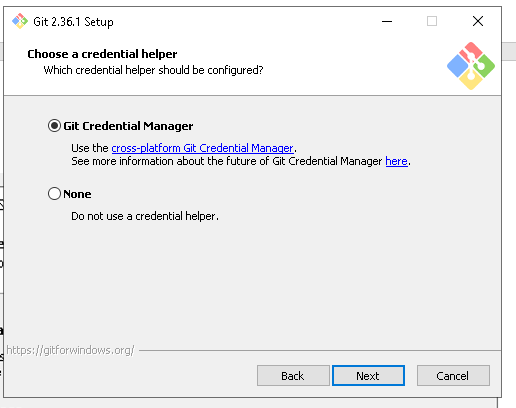 Git 2.36.1 Setup
Choose a credential helper
Which credential helper should be configured?
Git Credential Manager
Use the cross-platform Git Credential Manager.
See more information about the future of Git Credential Manager here.
None
Do not use a credential helper.
https://gitforwindows.org/
Back
Next
Cancel